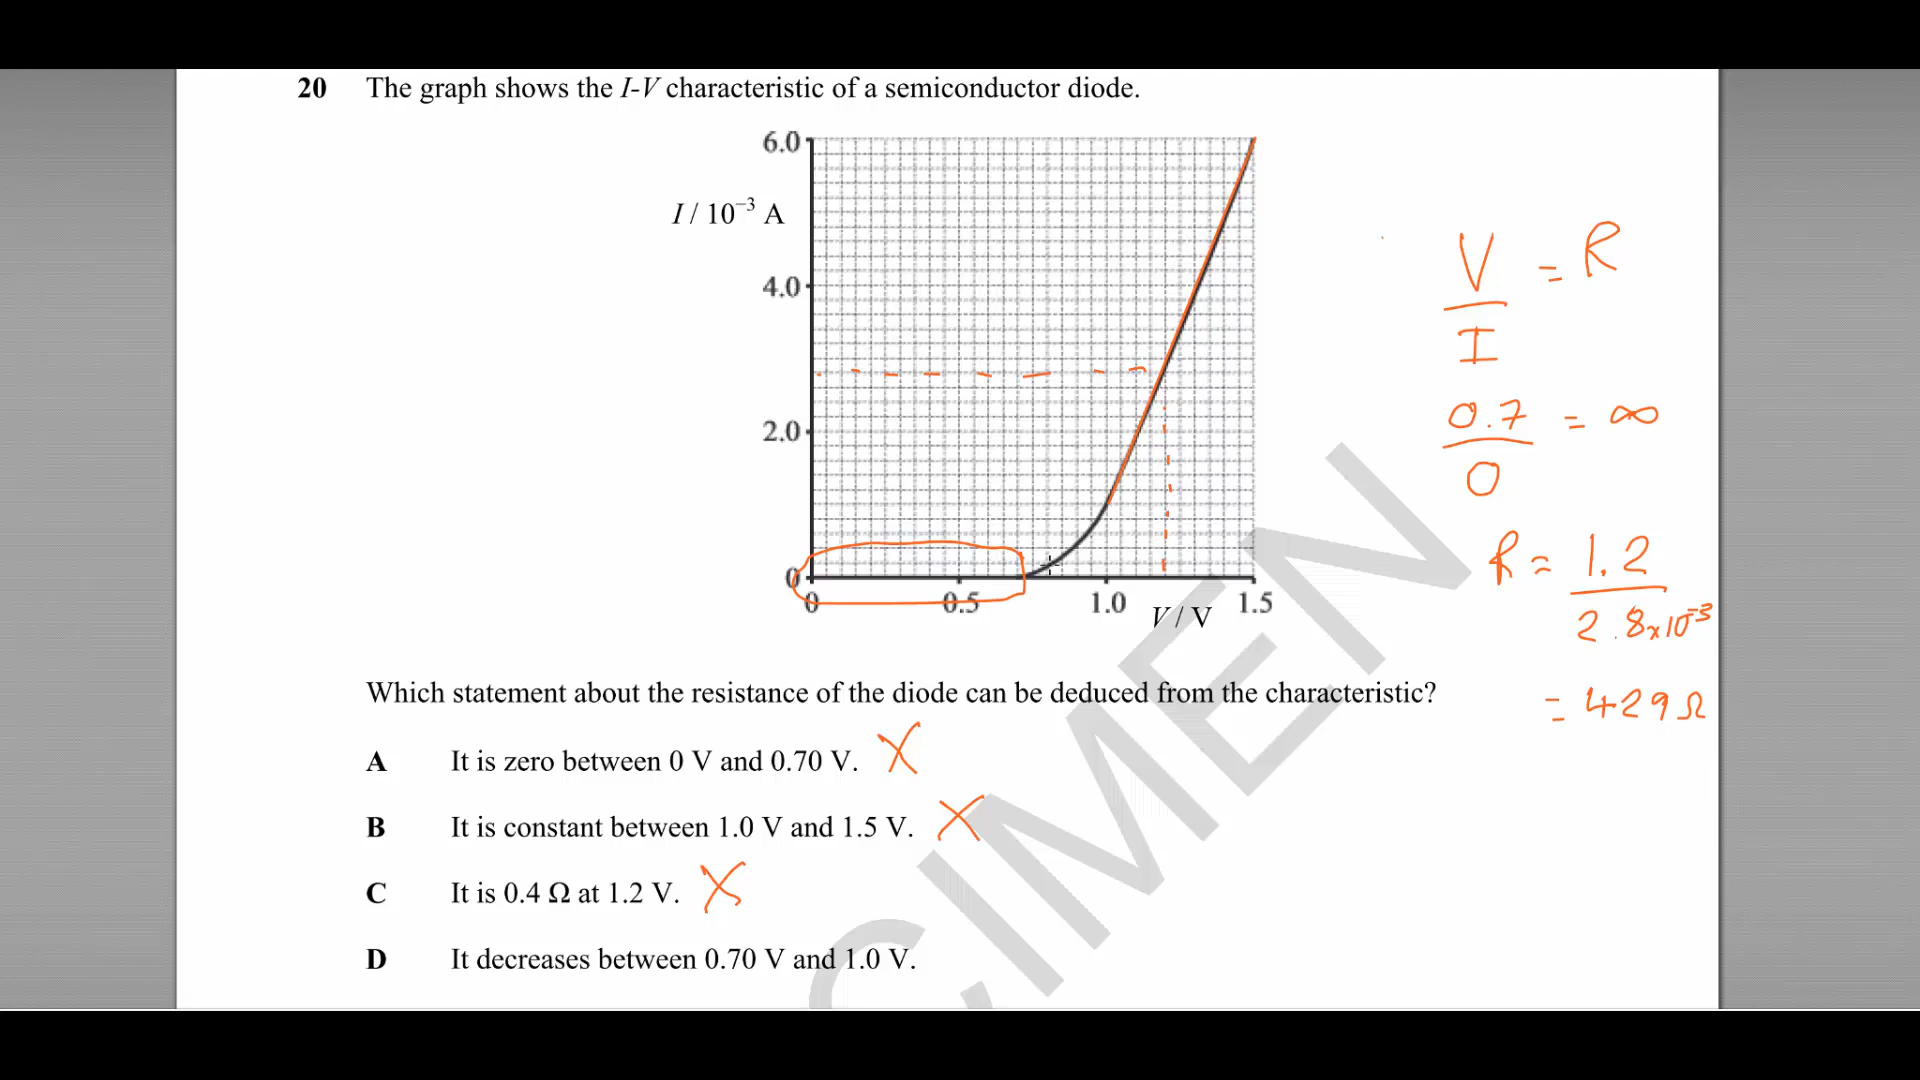 20 The graph shows the I-V characteristic of a semiconductor diode.
6.0
I / 10⁻³ A
4.0
2.0
0
0 0.5 1.0 1.5
V / V
V/I = R
0.7/0 = ∞
R = 1.2/2.8x10⁻³
= 429Ω
Which statement about the resistance of the diode can be deduced from the characteristic?
A It is zero between 0 V and 0.70 V. X
B It is constant between 1.0 V and 1.5 V. X
C It is 0.4 Ω at 1.2 V. X
D It decreases between 0.70 V and 1.0 V.
CIMEN